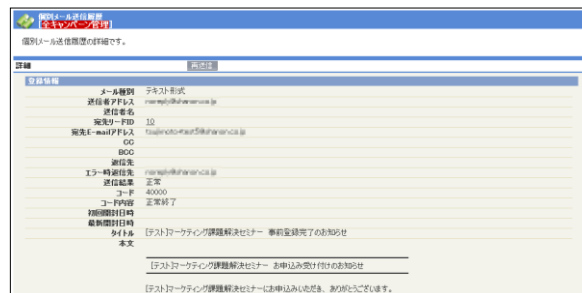 個別メール送信履歴
[全キャンペーン管理]
個別メール送信履歴の詳細です。
詳細 再送信
登録情報
メール種別 テキスト形式
送信者アドレス
送信者名
宛先リードID 10
宛先E-mailアドレス
CC
BCC
返信先
エラー時返信先
送信結果 正常
コード 40000
コード内容 正常終了
初回開封日時
最新開封日時
タイトル [テスト]マーケティング課題解決セミナー 事前登録完了のお知らせ
本文
[テスト]マーケティング課題解決セミナー お申込み受け付けのお知らせ
[テスト]マーケティング課題解決セミナーにお申込みいただき、ありがとうございます。